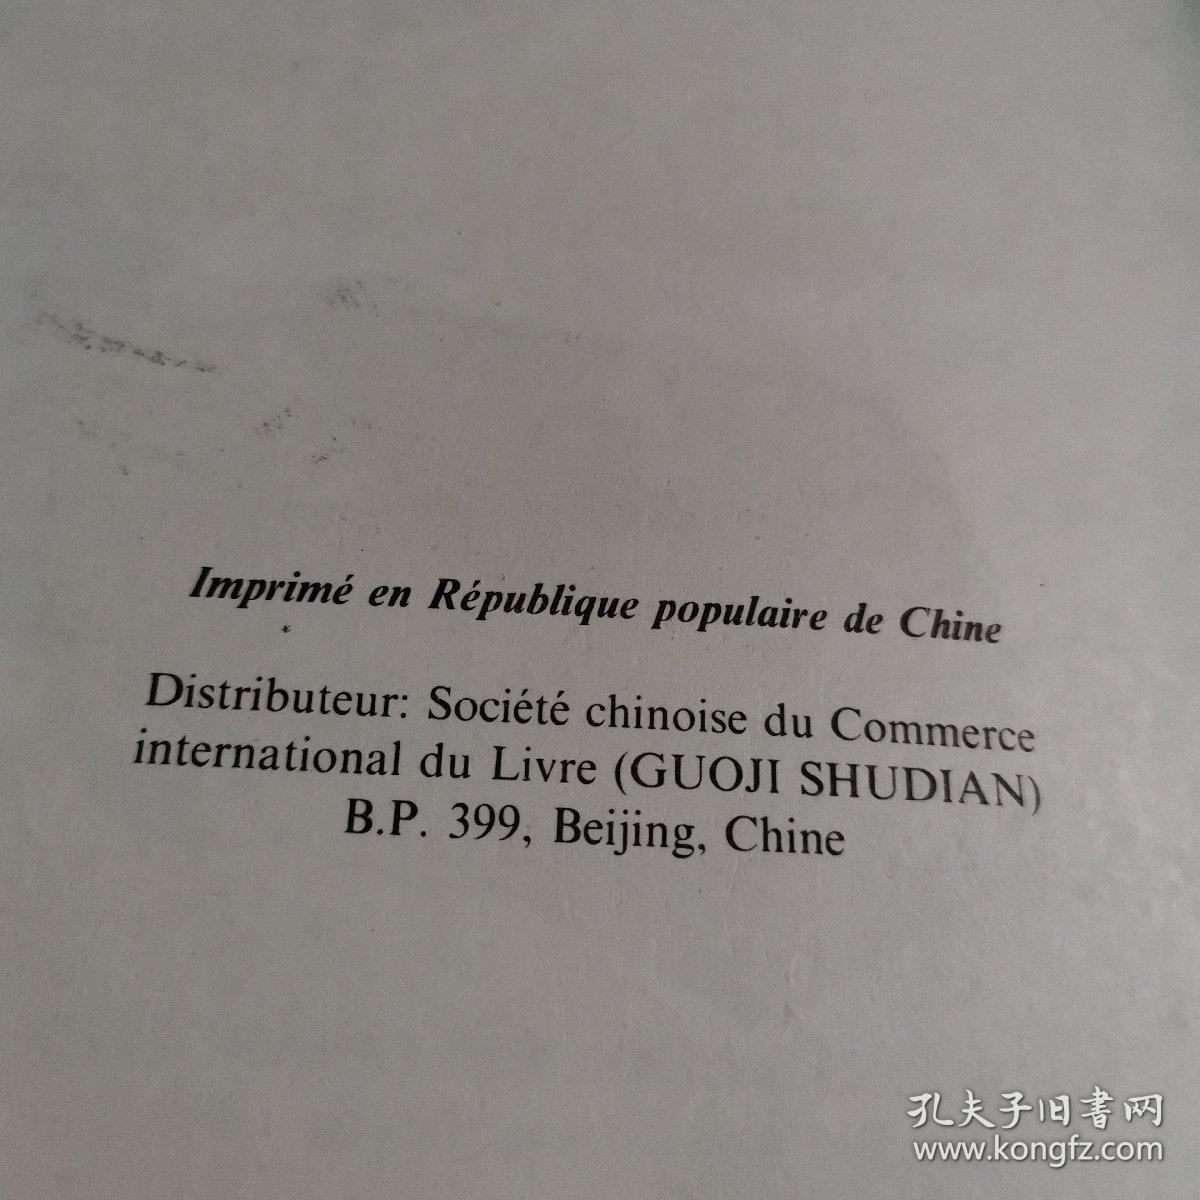 Imprimé en République populaire de Chine
Distributeur: Société chinoise du Commerce
international du Livre (GUOJI SHUDIAN)
B.P. 399, Beijing, Chine
孔夫子旧書网
www.kongfz.com